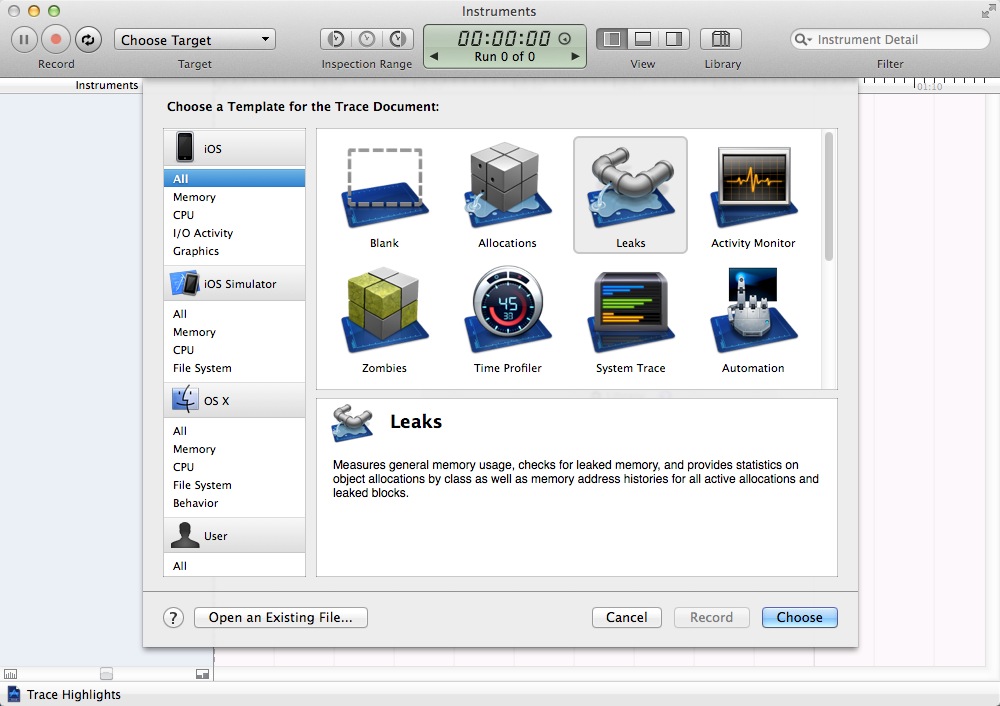 Instruments
Choose Target
00:00:00
Run 0 of 0
Instrument Detail
Record
Target
Inspection Range
View
Library
Filter
Instruments
01:10
Choose a Template for the Trace Document:
iOS
All
Memory
CPU
I/O Activity
Graphics
iOS Simulator
All
Memory
CPU
File System
OS X
All
Memory
CPU
File System
Behavior
User
All
Blank
Allocations
Leaks
Activity Monitor
45
38
Zombies
Time Profiler
System Trace
Automation
Leaks
Measures general memory usage, checks for leaked memory, and provides statistics on
object allocations by class as well as memory address histories for all active allocations and
leaked blocks.
?
Open an Existing File...
Cancel
Record
Choose
Trace Highlights